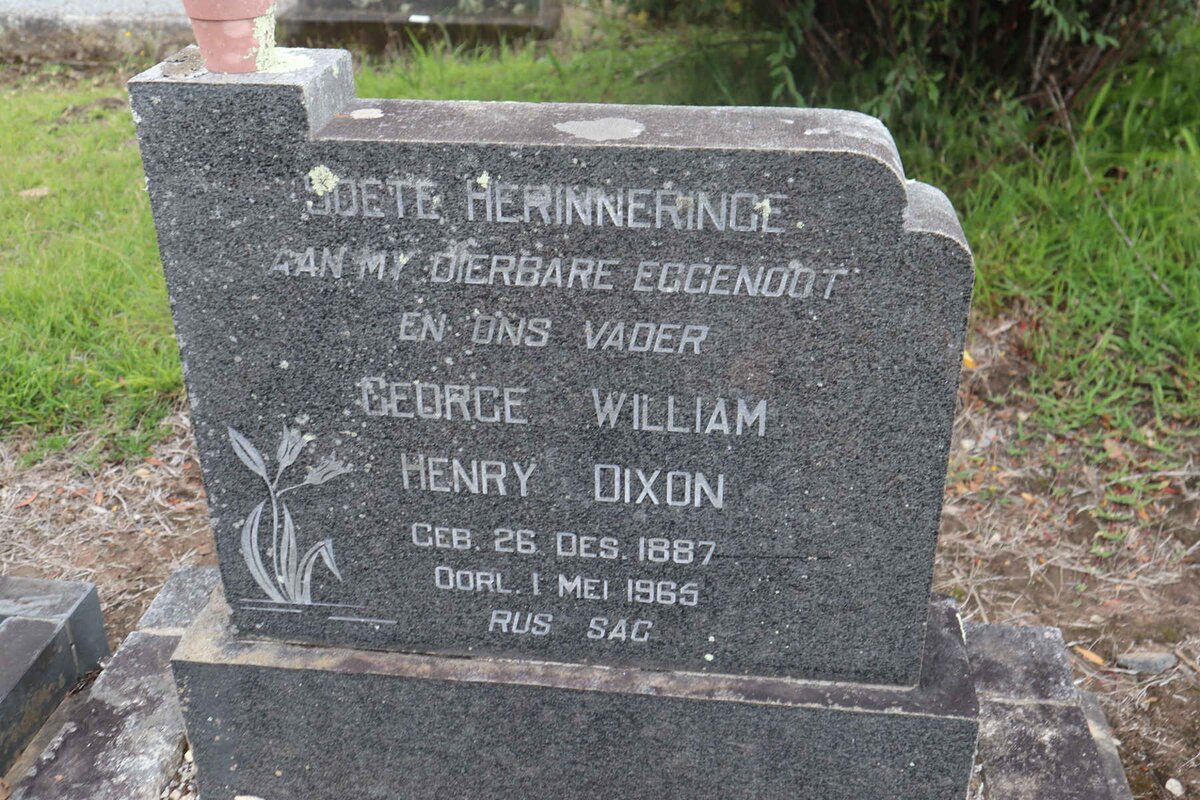 SOETE HERINNERINGE
AAN MY DIERBARE EGGENOOT
EN ONS VADER
GEORGE WILLIAM
HENRY DIXON
GEB. 26 DES. 1887
OORL. 1 MEI 1965
RUS SAG